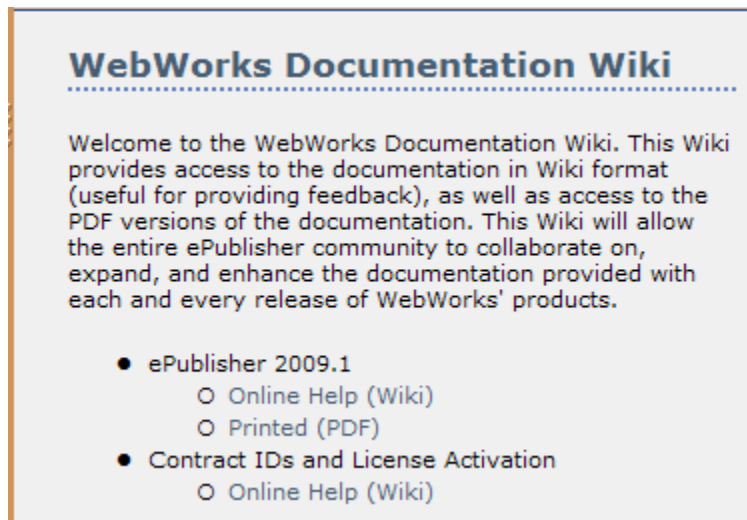 WebWorks Documentation Wiki
Welcome to the WebWorks Documentation Wiki. This Wiki
provides access to the documentation in Wiki format
(useful for providing feedback), as well as access to the
PDF versions of the documentation. This Wiki will allow
the entire ePublisher community to collaborate on,
expand, and enhance the documentation provided with
each and every release of WebWorks' products.
ePublisher 2009.1
Online Help (Wiki)
Printed (PDF)
Contract IDs and License Activation
Online Help (Wiki)